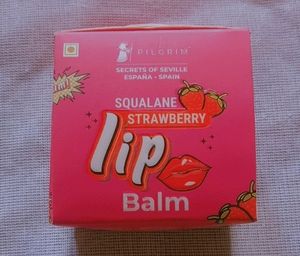 PILGRIM
SECRETS OF SEVILLE
ESPAÑA - SPAIN
SQUALANE
STRAWBERRY
lip
Balm